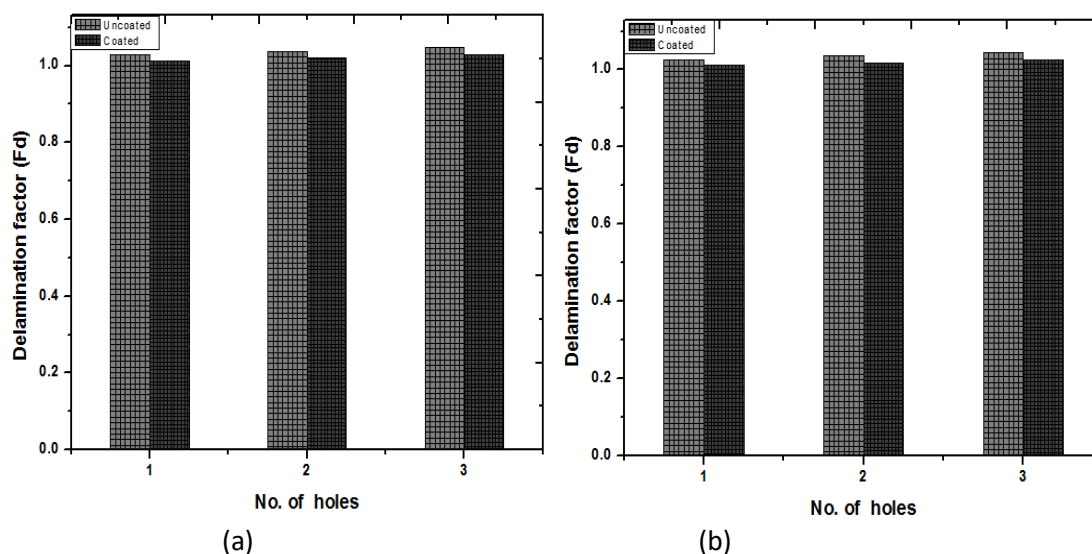 Uncoated
Coated
1.0
0.8
0.6
0.4
0.2
0.0
Delamination factor (Fd)
1 2 3
No. of holes
(a)
Uncoated
Coated
1.0
0.8
0.6
0.4
0.2
0.0
Delamination factor (Fd)
1 2 3
No. of holes
(b)